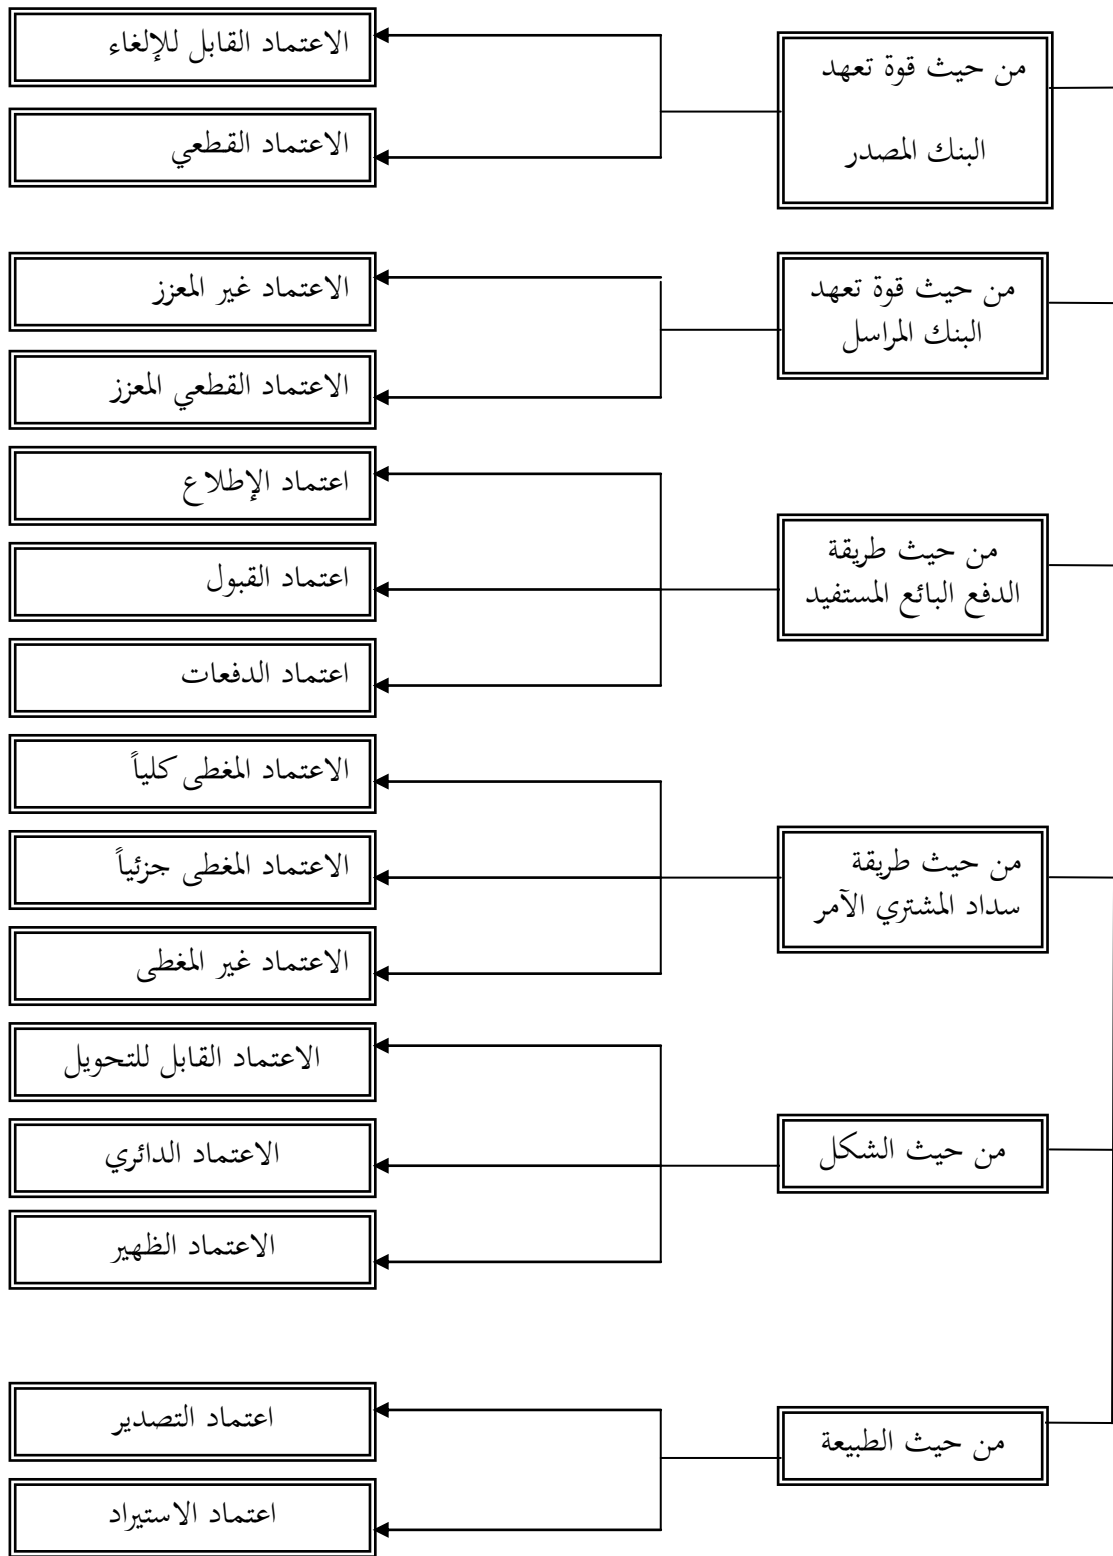 من حيث قوة تعهد
البنك المصدر
الاعتماد القابل للإلغاء
الاعتماد القطعي
من حيث قوة تعهد
البنك المراسل
الاعتماد غير المعزز
الاعتماد القطعي المعزز
من حيث طريقة
الدفع البائع المستفيد
اعتماد الإطلاع
اعتماد القبول
اعتماد الدفعات
من حيث طريقة
سداد المشتري الآمر
الاعتماد المغطى كلياً
الاعتماد المغطى جزئياً
الاعتماد غير المغطى
من حيث الشكل
الاعتماد القابل للتحويل
الاعتماد الدائري
الاعتماد الظهير
من حيث الطبيعة
اعتماد التصدير
اعتماد الاستيراد